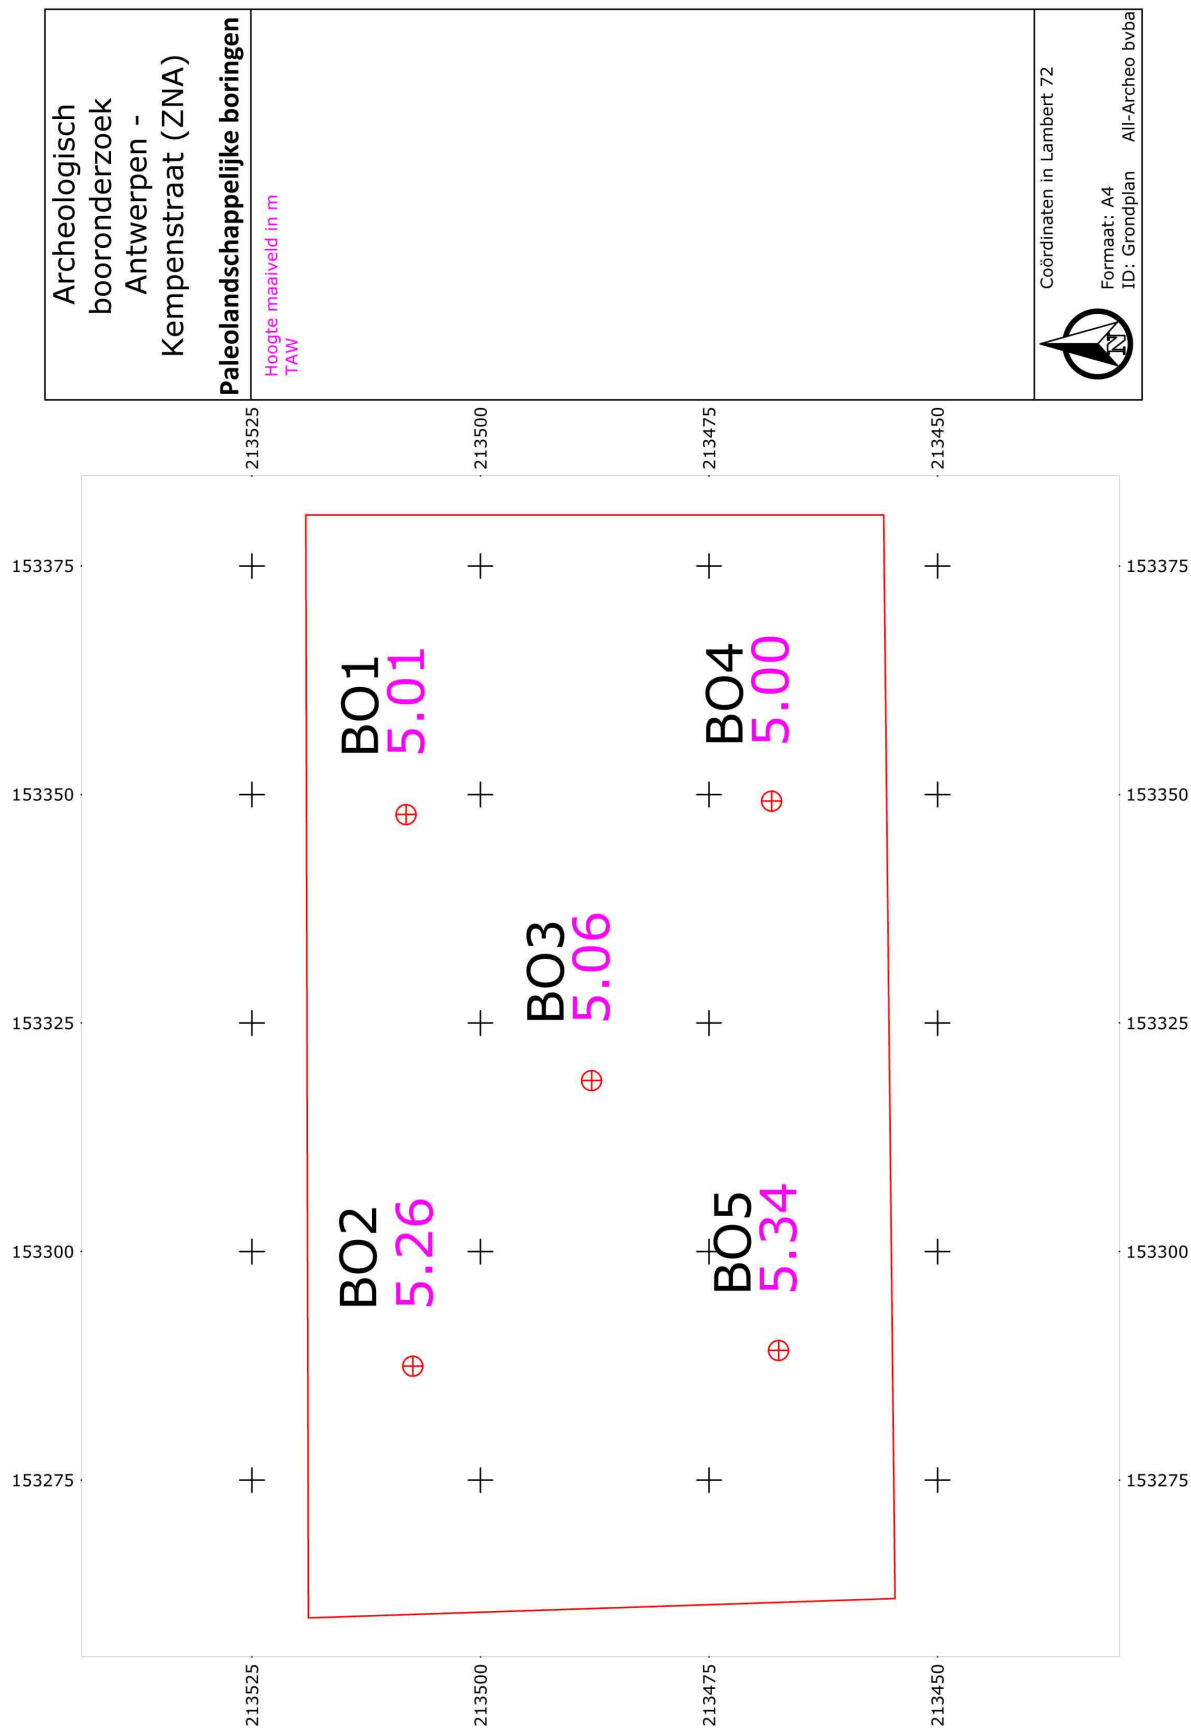 Archeologisch
booronderzoek
Antwerpen -
Kempenstraat (ZNA)
Paleolandschappelijke boringen
Hoogte maaiveld in m
TAW
Coördinaten in Lambert 72
Formaat: A4
ID: Grondplan All-Archeo bvba
N
213525
213500
213475
213450
153375
153375
153350
153350
153325
153325
153300
153300
153275
153275
BO1
5.01
BO4
5.00
BO3
5.06
BO2
5.26
BO5
5.34
213525
213500
213475
213450